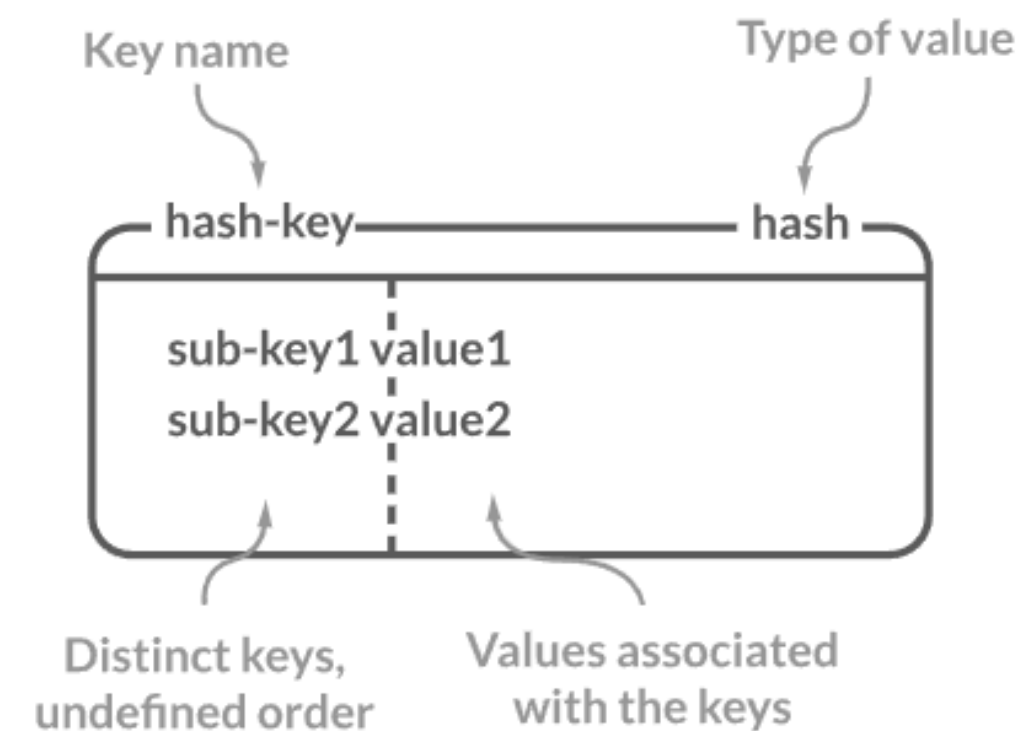 Key name
Type of value
hash-key
hash
sub-key1 value1
sub-key2 value2
Distinct keys,
undefined order
Values associated
with the keys